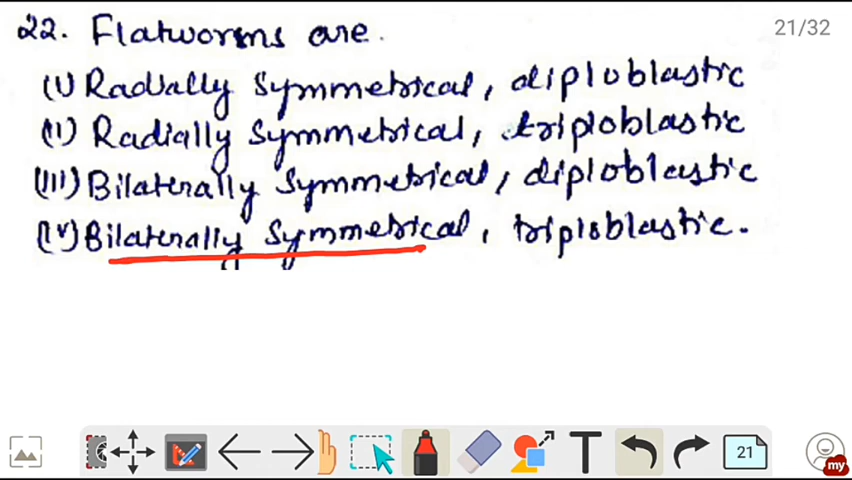 21/32
22. Flatworms are.
(I) Radially Symmetrical, diploblastic
(II) Radially Symmetrical, triploblastic
(III) Bilaterally Symmetrical, diploblastic
(IV) Bilaterally Symmetrical, triploblastic.
T
21
my